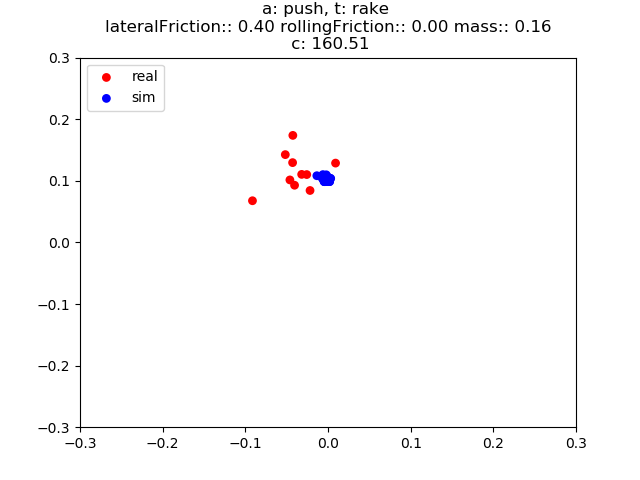 a: push, t: rake
lateralFriction:: 0.40 rollingFriction:: 0.00 mass:: 0.16
c: 160.51
real
sim
0.3
0.2
0.1
0.0
−0.1
−0.2
−0.3
−0.3 −0.2 −0.1 0.0 0.1 0.2 0.3